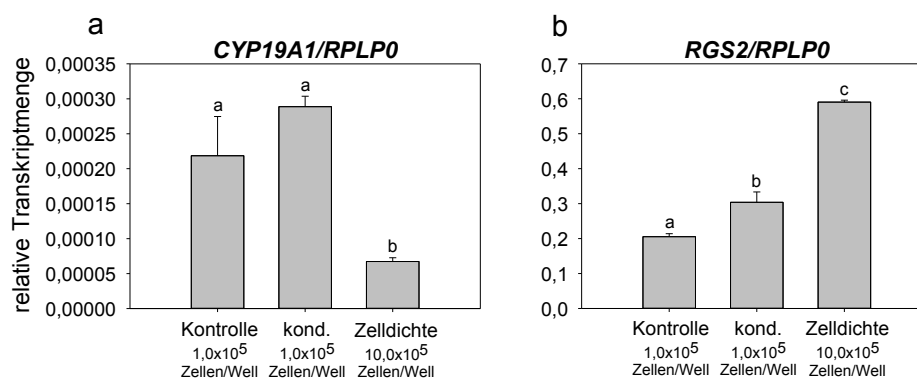 a
CYP19A1/RPLP0
relative Transkriptmenge
0,00035
0,00030
0,00025
0,00020
0,00015
0,00010
0,00005
0,00000
a
a
b
Kontrolle kond. Zelldichte
1,0x10⁵ 1,0x10⁵ 10,0x10⁵
Zellen/Well Zellen/Well Zellen/Well
b
RGS2/RPLP0
0,7
0,6
0,5
0,4
0,3
0,2
0,1
0,0
a
b
c
Kontrolle kond. Zelldichte
1,0x10⁵ 1,0x10⁵ 10,0x10⁵
Zellen/Well Zellen/Well Zellen/Well